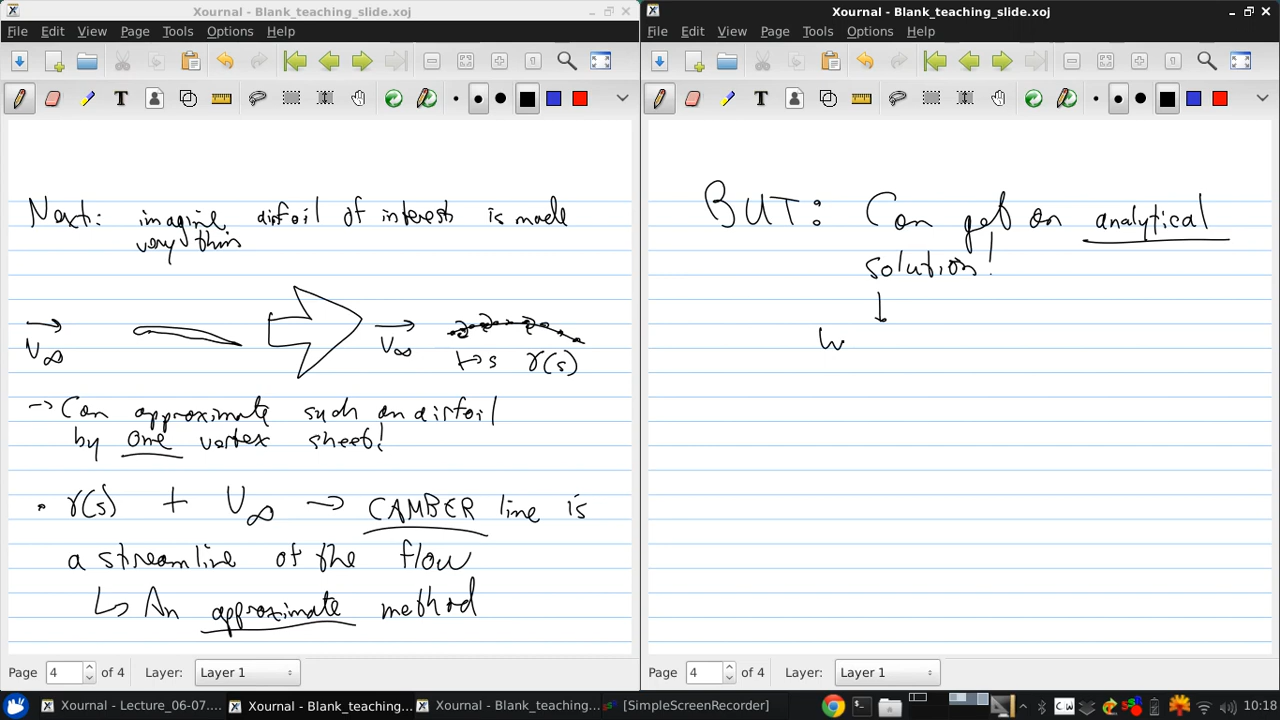 Xournal - Blank_teaching_slide.xoj
File Edit View Page Tools Options Help
Next: imagine airfoil of interest is made
very thin
V∞ V∞ s γ(s)
→ Can approximate such an airfoil
by one vortex sheet!
• γ(s) + V∞ → CAMBER line is
a streamline of the flow
↳ An approximate method
Page 4 of 4 Layer: Layer 1
Xournal - Blank_teaching_slide.xoj
File Edit View Page Tools Options Help
BUT: Can get an analytical
solution!
↓
w
Page 4 of 4 Layer: Layer 1
Xournal - Lecture_06-07.... Xournal - Blank_teaching... Xournal - Blank_teaching... [SimpleScreenRecorder] 10:18